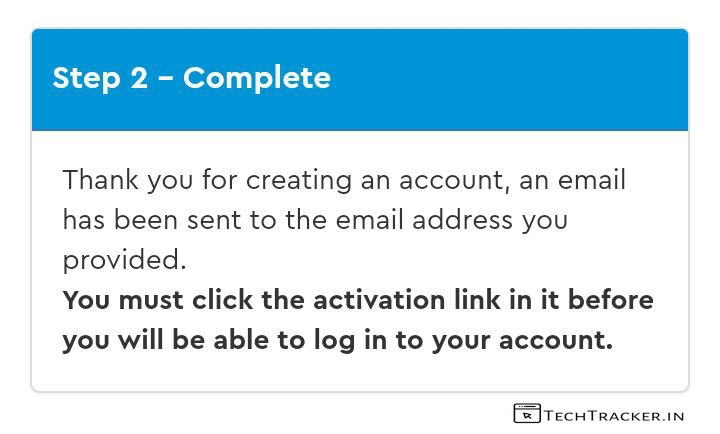 Step 2 – Complete
Thank you for creating an account, an email
has been sent to the email address you
provided.
You must click the activation link in it before
you will be able to log in to your account.
TECHTRACKER.IN